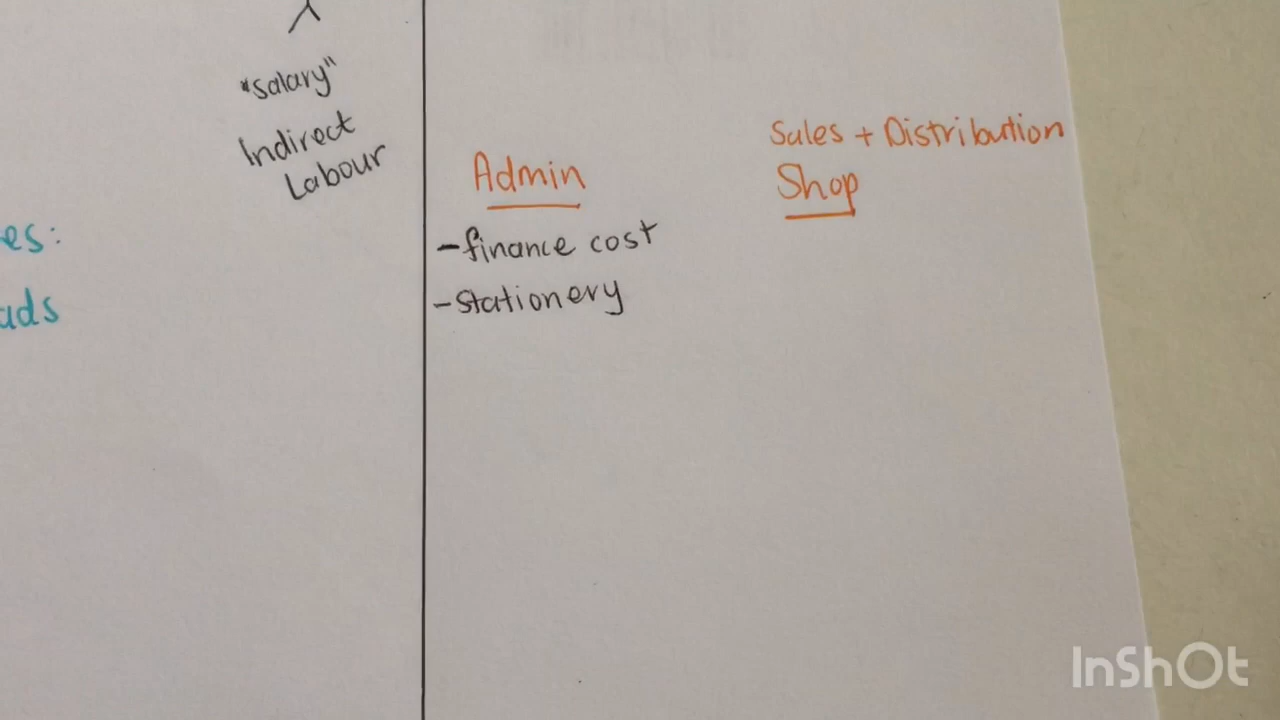 "salary"
Indirect
Labour
es:
ads
Admin
- finance cost
- stationery
Sales + Distribution
Shop
InShOt